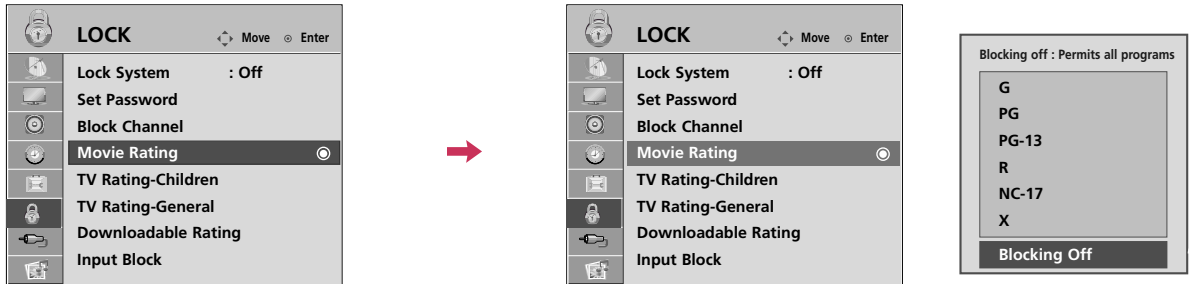 LOCK Move Enter
Lock System : Off
Set Password
Block Channel
Movie Rating
TV Rating-Children
TV Rating-General
Downloadable Rating
Input Block
LOCK Move Enter
Lock System : Off
Set Password
Block Channel
Movie Rating
TV Rating-Children
TV Rating-General
Downloadable Rating
Input Block
Blocking off : Permits all programs
G
PG
PG-13
R
NC-17
X
Blocking Off